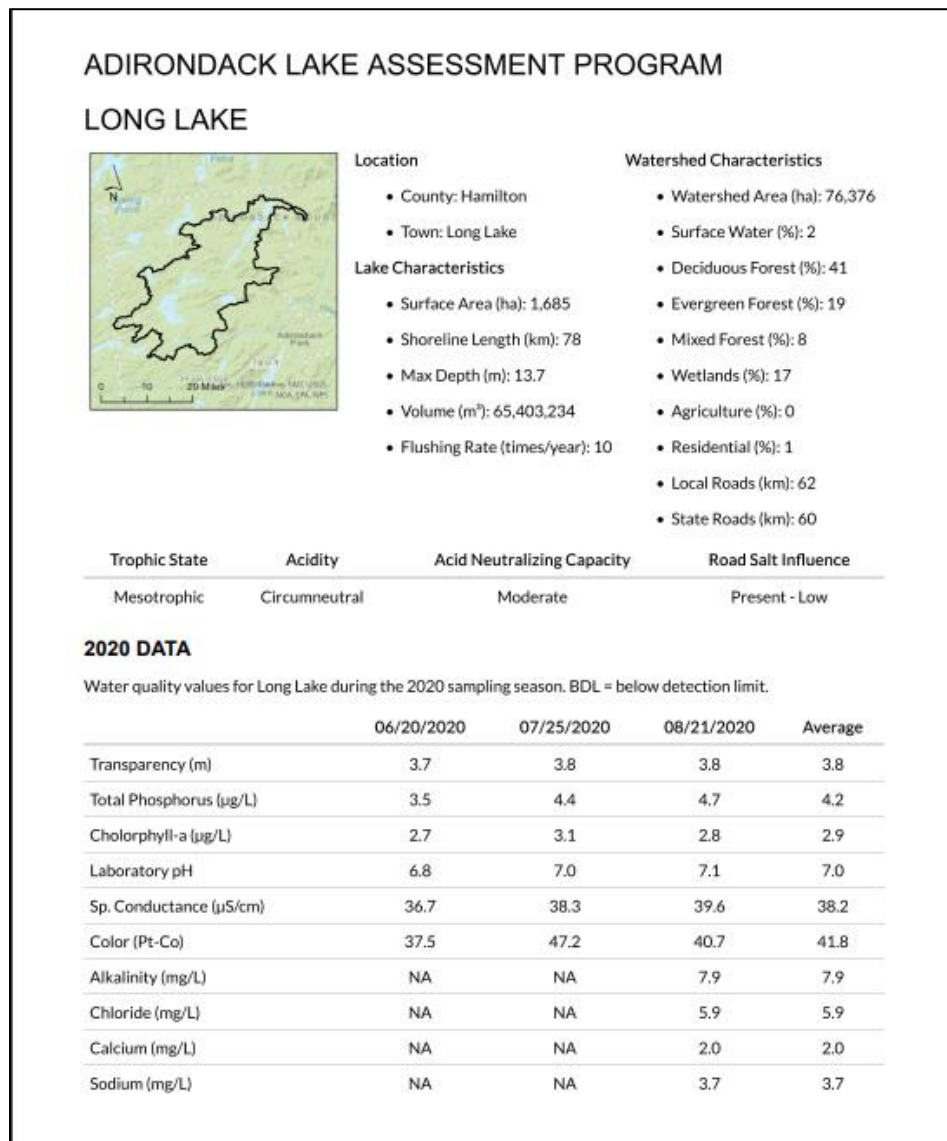 ADIRONDACK LAKE ASSESSMENT PROGRAM
LONG LAKE
N
0 10 20 Miles
Location
• County: Hamilton
• Town: Long Lake
Lake Characteristics
• Surface Area (ha): 1,685
• Shoreline Length (km): 78
• Max Depth (m): 13.7
• Volume (m³): 65,403,234
• Flushing Rate (times/year): 10
Watershed Characteristics
• Watershed Area (ha): 76,376
• Surface Water (%): 2
• Deciduous Forest (%): 41
• Evergreen Forest (%): 19
• Mixed Forest (%): 8
• Wetlands (%): 17
• Agriculture (%): 0
• Residential (%): 1
• Local Roads (km): 62
• State Roads (km): 60
Trophic State Acidity Acid Neutralizing Capacity Road Salt Influence
Mesotrophic Circumneutral Moderate Present - Low
2020 DATA
Water quality values for Long Lake during the 2020 sampling season. BDL = below detection limit.
06/20/2020 07/25/2020 08/21/2020 Average
Transparency (m) 3.7 3.8 3.8 3.8
Total Phosphorus (µg/L) 3.5 4.4 4.7 4.2
Cholorphyll-a (µg/L) 2.7 3.1 2.8 2.9
Laboratory pH 6.8 7.0 7.1 7.0
Sp. Conductance (µS/cm) 36.7 38.3 39.6 38.2
Color (Pt-Co) 37.5 47.2 40.7 41.8
Alkalinity (mg/L) NA NA 7.9 7.9
Chloride (mg/L) NA NA 5.9 5.9
Calcium (mg/L) NA NA 2.0 2.0
Sodium (mg/L) NA NA 3.7 3.7